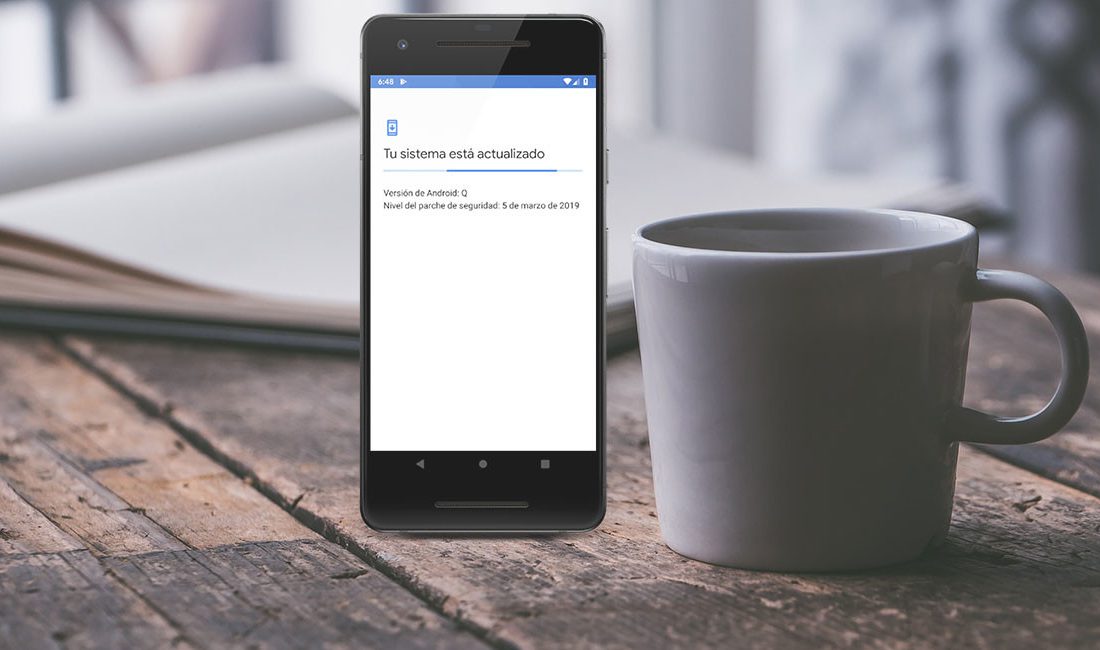 6:48
Tu sistema está actualizado
Versión de Android: Q
Nivel del parche de seguridad: 5 de marzo de 2019